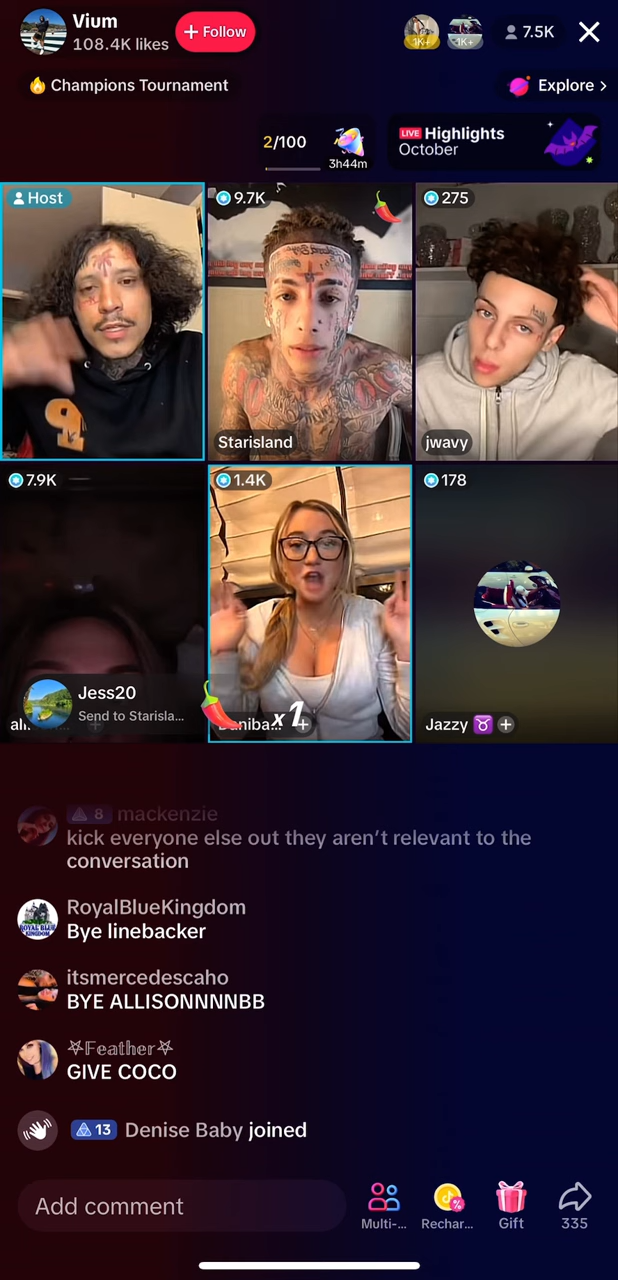 Vium
108.4K likes
+ Follow
1K+
1K+
7.5K
Champions Tournament
Explore >
2/100
3h44m
LIVE Highlights
October
Host
9.7K
275
Starisland
jwavy
7.9K
1.4K
178
Jess20
Send to Starisla...
x1
Jazzy ♉ +
8 mackenzie
kick everyone else out they aren’t relevant to the
conversation
RoyalBlueKingdom
Bye linebacker
itsmercedescaho
BYE ALLISONNNNBB
⛧𝔽𝕖𝕒𝕥𝕙𝕖𝕣⛧
GIVE COCO
13 Denise Baby joined
Add comment
Multi-...
Rechar...
Gift
335